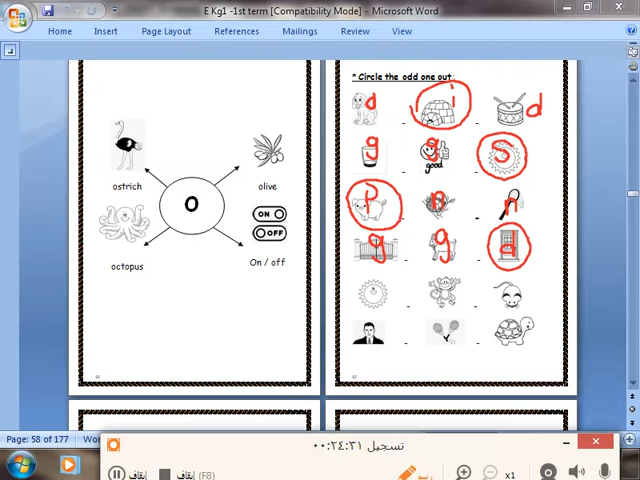 E Kg1 -1st term [Compatibility Mode] - Microsoft Word
Home Insert Page Layout References Mailings Review View
* Circle the odd one out :
d i d
g g S
good
P n n
g g d
ostrich olive
O
ON
OFF
octopus On / off
Page: 58 of 177
تسجيل ٠٠:٢٤:٣١
إيقاف إيقاف (F8) x1